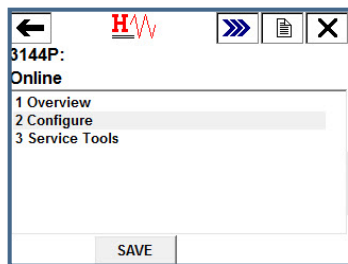 H
3144P:
Online
1 Overview
2 Configure
3 Service Tools
SAVE